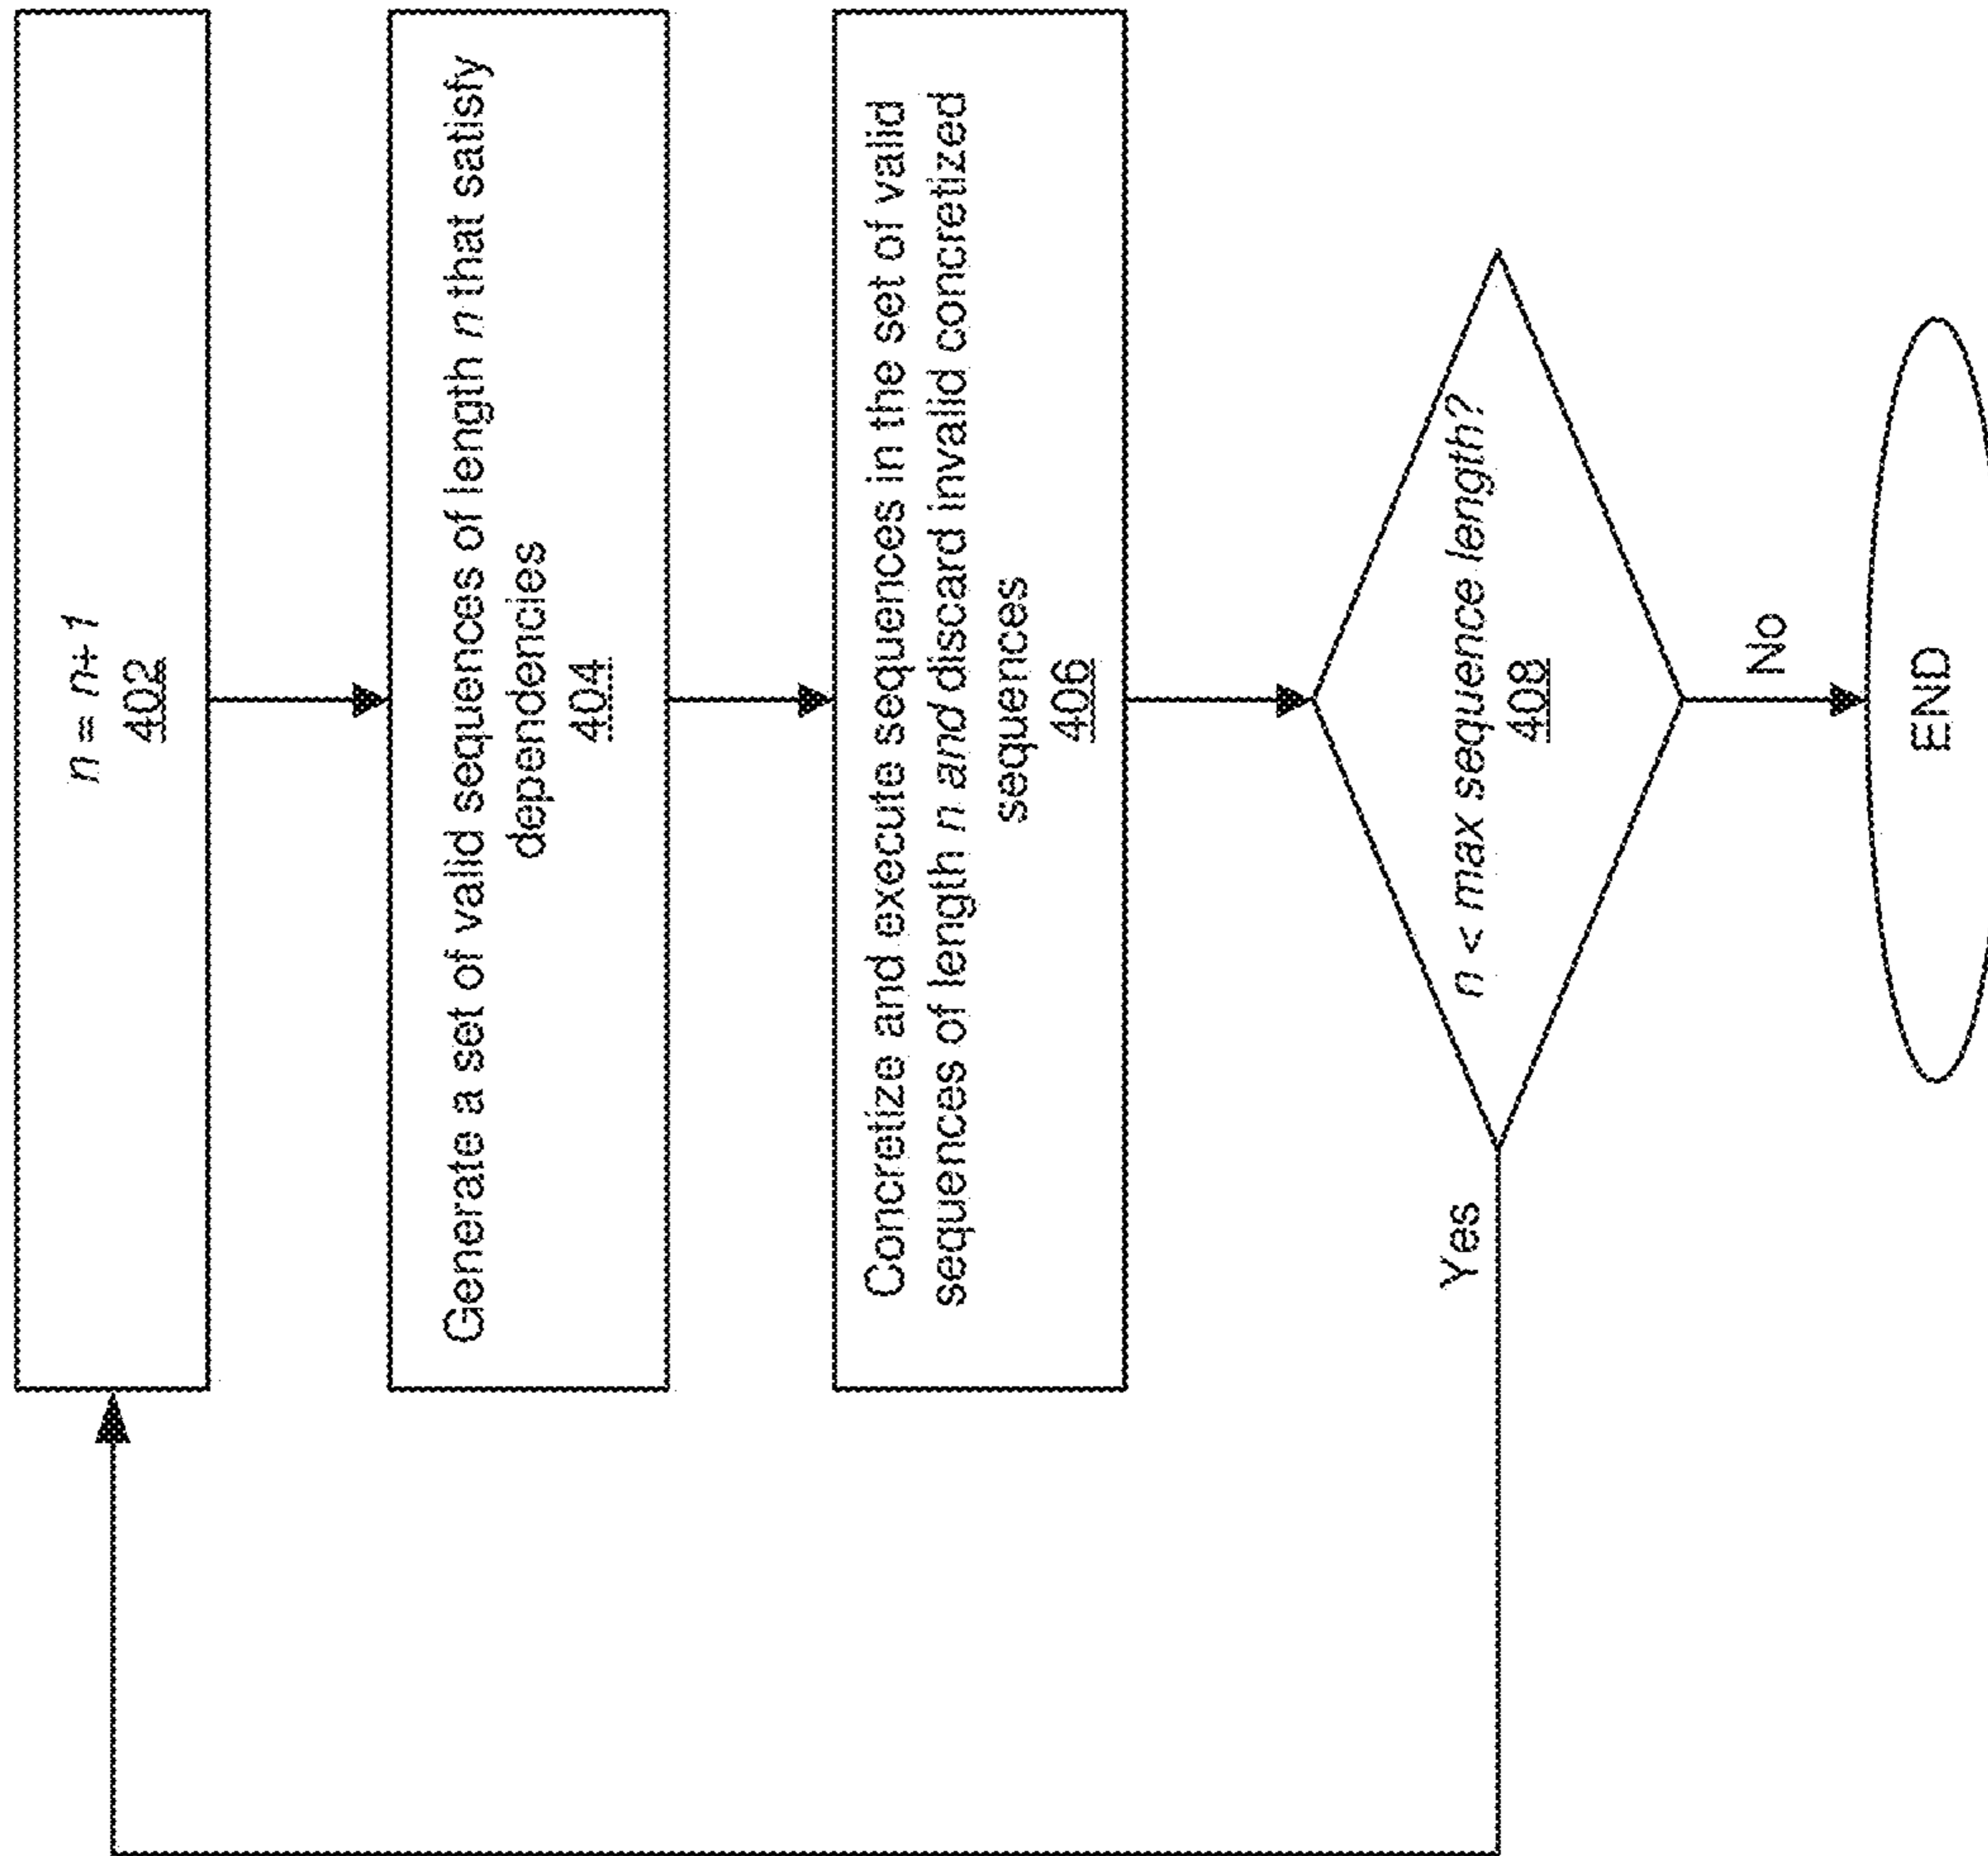 n = n+ 1
402
Generate a set of valid sequences of length n that satisfy
dependencies
404
Concretize and execute sequences in the set of valid
sequences of length n and discard invalid concretized
sequences
406
n < max sequence length?
408
Yes
No
END